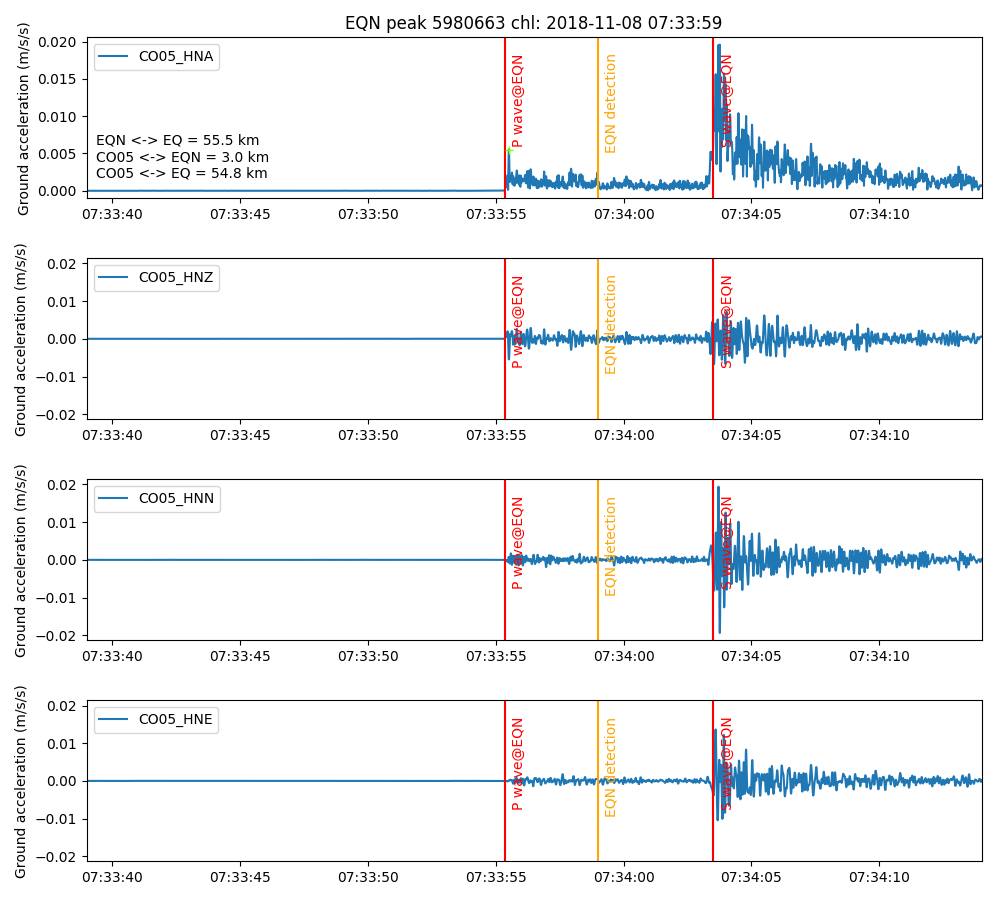 EQN peak 5980663 chl: 2018-11-08 07:33:59
Ground acceleration (m/s/s)
0.020
0.015
0.010
0.005
0.000
CO05_HNA
EQN <-> EQ = 55.5 km
CO05 <-> EQN = 3.0 km
CO05 <-> EQ = 54.8 km
P wave@EQN
EQN detection
S wave@EQN
07:33:40 07:33:45 07:33:50 07:33:55 07:34:00 07:34:05 07:34:10
Ground acceleration (m/s/s)
0.02
0.01
0.00
−0.01
−0.02
CO05_HNZ
P wave@EQN
EQN detection
S wave@EQN
07:33:40 07:33:45 07:33:50 07:33:55 07:34:00 07:34:05 07:34:10
Ground acceleration (m/s/s)
0.02
0.01
0.00
−0.01
−0.02
CO05_HNN
P wave@EQN
EQN detection
S wave@EQN
07:33:40 07:33:45 07:33:50 07:33:55 07:34:00 07:34:05 07:34:10
Ground acceleration (m/s/s)
0.02
0.01
0.00
−0.01
−0.02
CO05_HNE
P wave@EQN
EQN detection
S wave@EQN
07:33:40 07:33:45 07:33:50 07:33:55 07:34:00 07:34:05 07:34:10